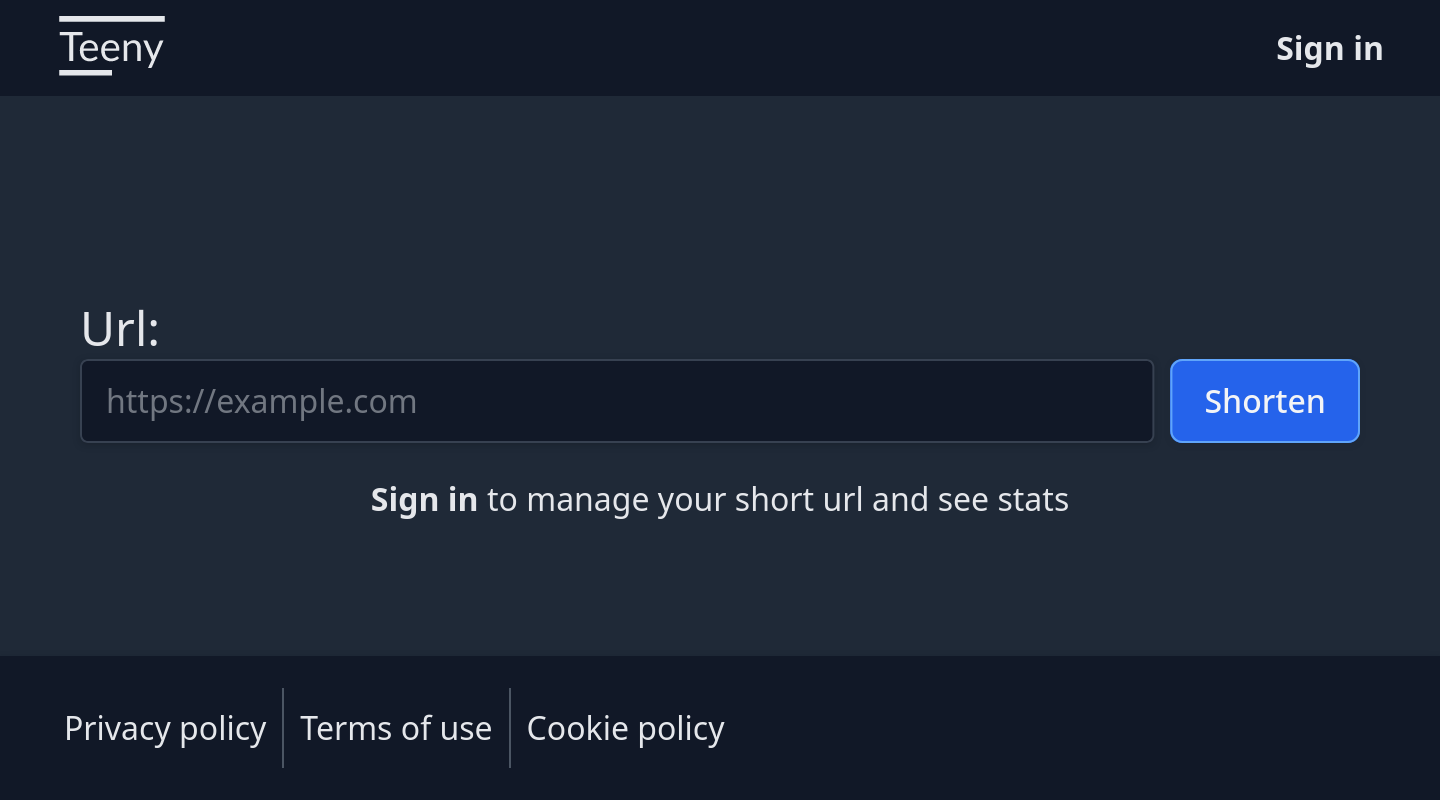 Teeny
Sign in
Url:
https://example.com
Shorten
Sign in to manage your short url and see stats
Privacy policy
Terms of use
Cookie policy